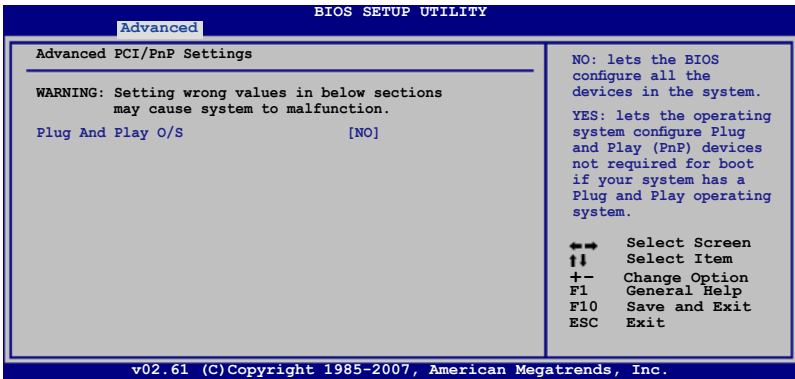 BIOS SETUP UTILITY
Advanced
Advanced PCI/PnP Settings
WARNING: Setting wrong values in below sections
may cause system to malfunction.
Plug And Play O/S [NO]
NO: lets the BIOS
configure all the
devices in the system.
YES: lets the operating
system configure Plug
and Play (PnP) devices
not required for boot
if your system has a
Plug and Play operating
system.
←→ Select Screen
↑↓ Select Item
+- Change Option
F1 General Help
F10 Save and Exit
ESC Exit
v02.61 (C)Copyright 1985-2007, American Megatrends, Inc.